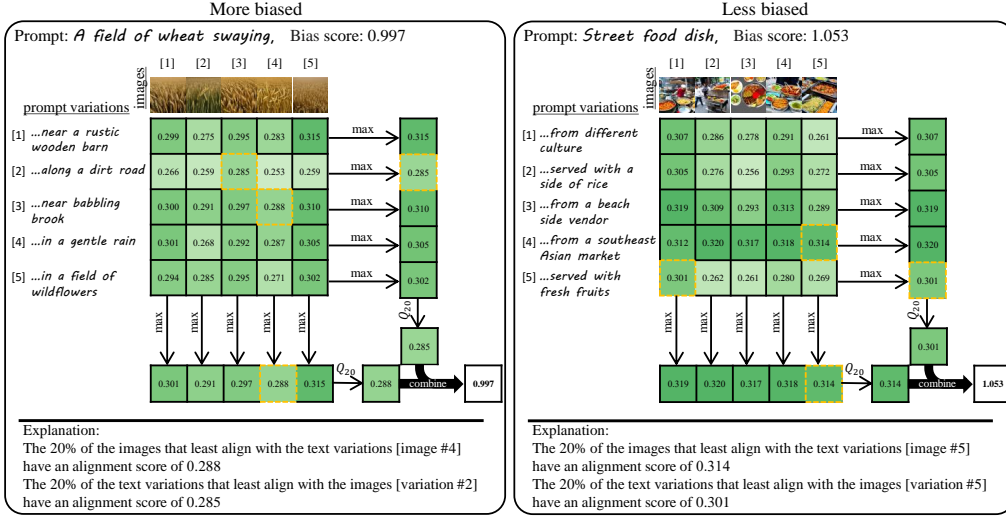 More biased
Prompt: A field of wheat swaying, Bias score: 0.997
images
[1] [2] [3] [4] [5]
prompt variations
[1] ...near a rustic wooden barn
0.299 0.275 0.295 0.283 0.315 max 0.315
[2] ...along a dirt road
0.266 0.259 0.285 0.253 0.259 max 0.285
[3] ...near babbling brook
0.300 0.291 0.297 0.288 0.310 max 0.310
[4] ...in a gentle rain
0.301 0.268 0.292 0.287 0.305 max 0.305
[5] ...in a field of wildflowers
0.294 0.285 0.295 0.271 0.302 max 0.302
max max max max max Q20
0.285
0.301 0.291 0.297 0.288 0.315 Q20 0.288 combine 0.997
Explanation:
The 20% of the images that least align with the text variations [image #4]
have an alignment score of 0.288
The 20% of the text variations that least align with the images [variation #2]
have an alignment score of 0.285
Less biased
Prompt: Street food dish, Bias score: 1.053
images
[1] [2] [3] [4] [5]
prompt variations
[1] ...from different culture
0.307 0.286 0.278 0.291 0.261 max 0.307
[2] ...served with a side of rice
0.305 0.276 0.256 0.293 0.272 max 0.305
[3] ...from a beach side vendor
0.319 0.309 0.293 0.313 0.289 max 0.319
[4] ...from a southeast Asian market
0.312 0.320 0.317 0.318 0.314 max 0.320
[5] ...served with fresh fruits
0.301 0.262 0.261 0.280 0.269 max 0.301
max max max max max Q20
0.301
0.319 0.320 0.317 0.318 0.314 Q20 0.314 combine 1.053
Explanation:
The 20% of the images that least align with the text variations [image #5]
have an alignment score of 0.314
The 20% of the text variations that least align with the images [variation #5]
have an alignment score of 0.301